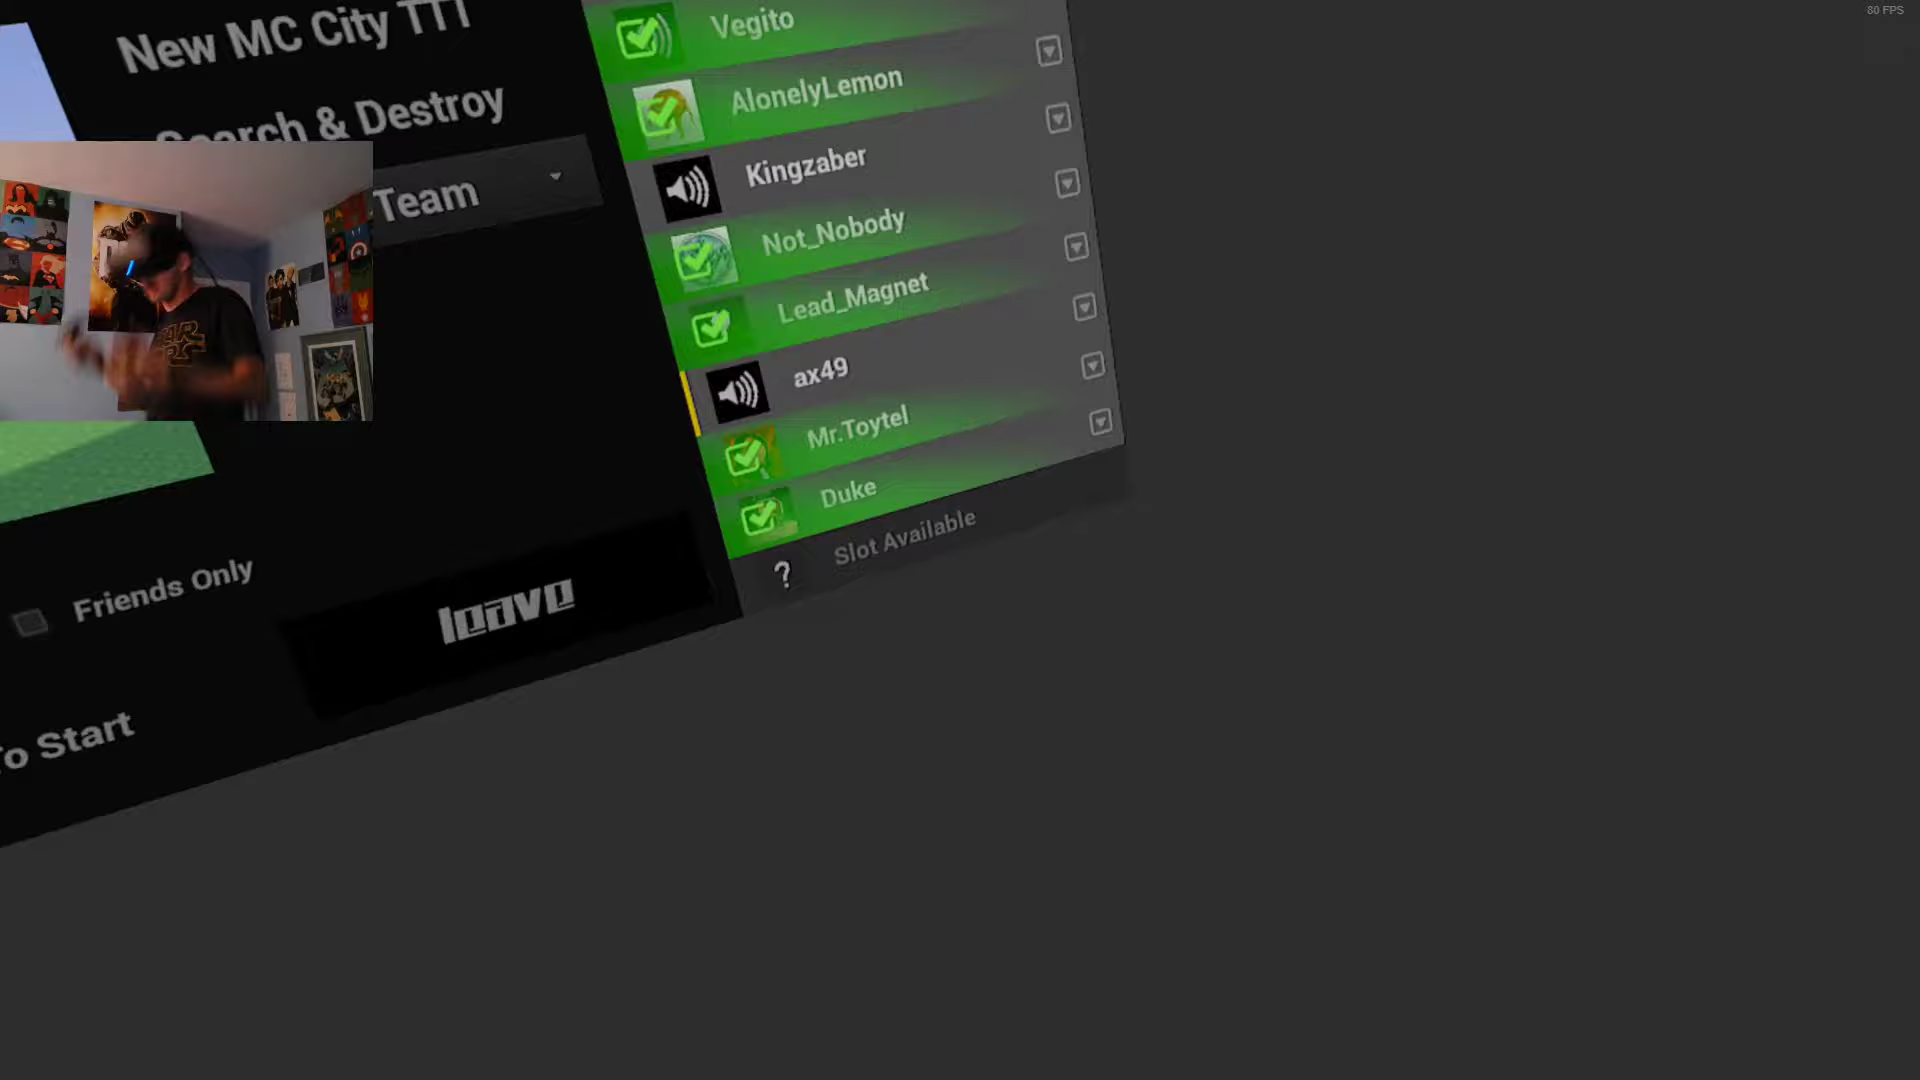 80 FPS
New MC City TTT
Search & Destroy
Team
Vegito
AlonelyLemon
Kingzaber
Not_Nobody
Lead_Magnet
ax49
Mr.Toytel
Duke
? Slot Available
Friends Only
leave
To Start